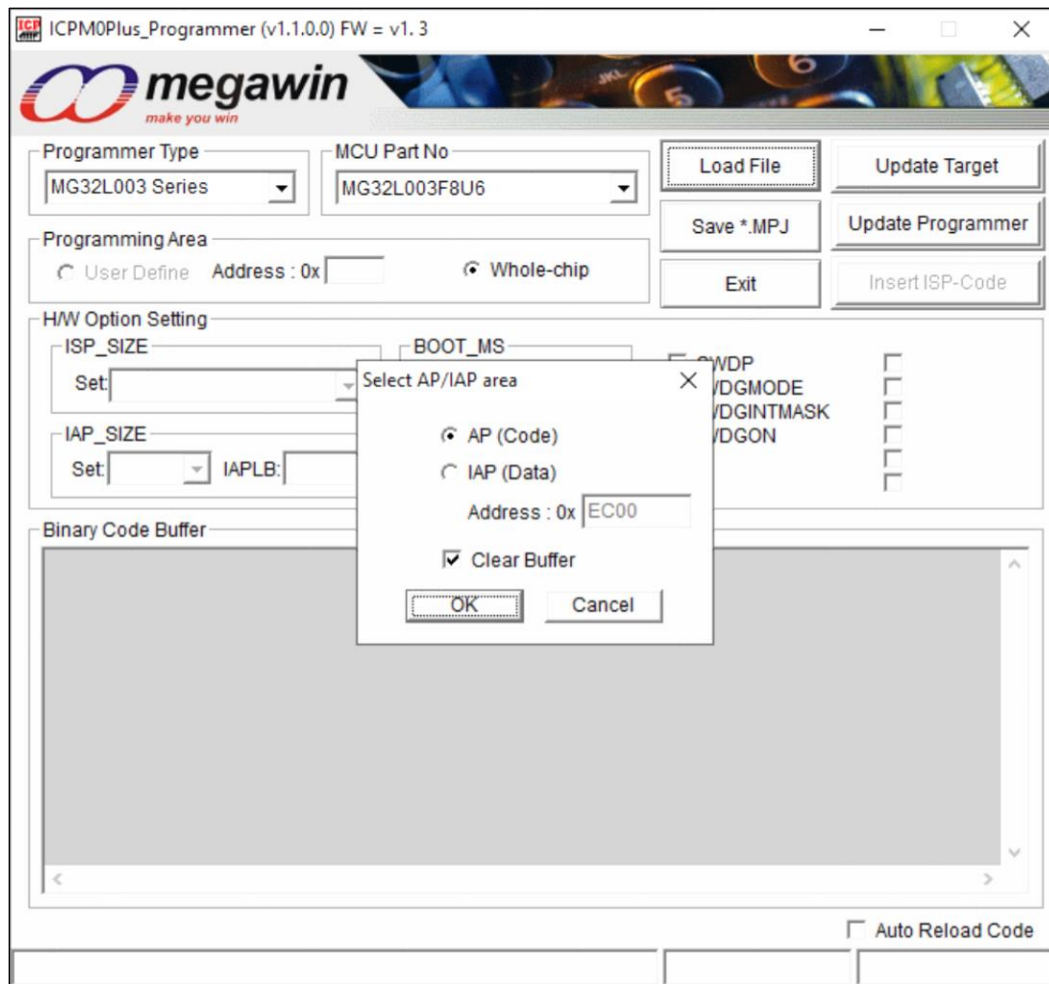 ICPM0Plus_Programmer (v1.1.0.0) FW = v1. 3
megawin
make you win
Programmer Type
MG32L003 Series
MCU Part No
MG32L003F8U6
Load File
Update Target
Save *.MPJ
Update Programmer
Exit
Insert ISP-Code
Programming Area
User Define Address : 0x
Whole-chip
H/W Option Setting
ISP_SIZE
Set:
BOOT_MS
IAP_SIZE
Set: IAPLB:
Select AP/IAP area
AP (Code)
IAP (Data)
Address : 0x EC00
Clear Buffer
OK Cancel
Binary Code Buffer
Auto Reload Code